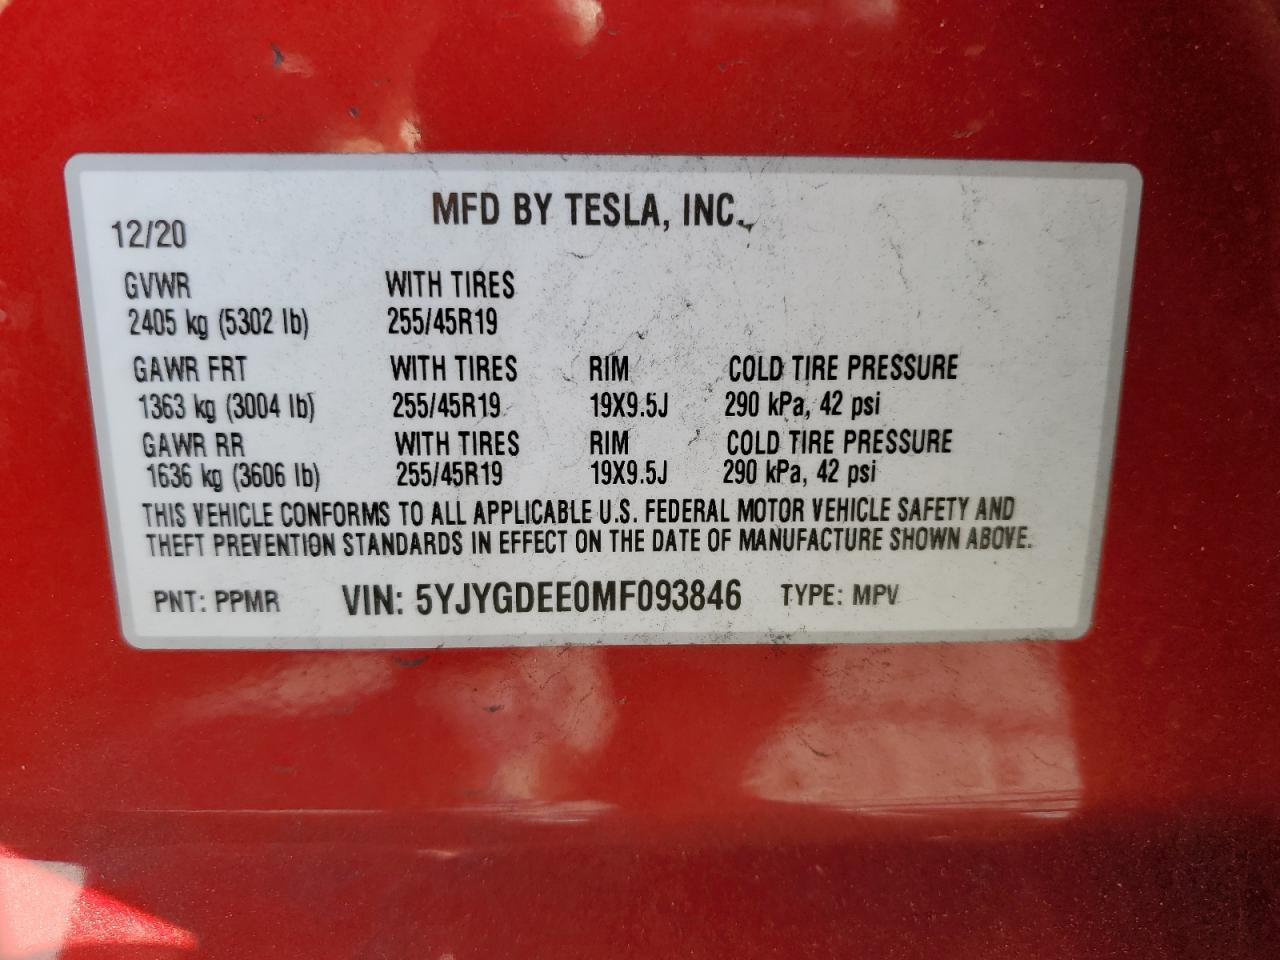 MFD BY TESLA, INC.
12/20
GVWR WITH TIRES
2405 kg (5302 lb) 255/45R19
GAWR FRT WITH TIRES RIM COLD TIRE PRESSURE
1363 kg (3004 lb) 255/45R19 19X9.5J 290 kPa, 42 psi
GAWR RR WITH TIRES RIM COLD TIRE PRESSURE
1636 kg (3606 lb) 255/45R19 19X9.5J 290 kPa, 42 psi
THIS VEHICLE CONFORMS TO ALL APPLICABLE U.S. FEDERAL MOTOR VEHICLE SAFETY AND
THEFT PREVENTION STANDARDS IN EFFECT ON THE DATE OF MANUFACTURE SHOWN ABOVE.
PNT: PPMR VIN: 5YJYGDEE0MF093846 TYPE: MPV